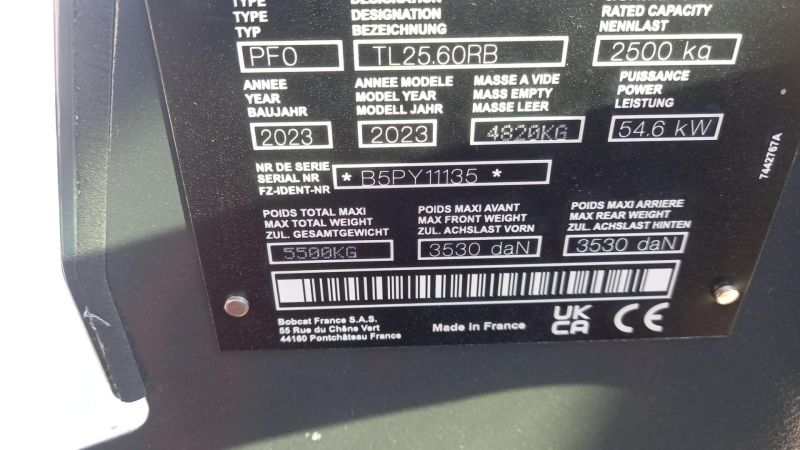 TYPE
TYPE
TYP
DESIGNATION
DESIGNATION
BEZEICHNUNG
RATED CAPACITY
NENNLAST
PF0
TL25.60RB
2500 kg
ANNEE
YEAR
BAUJAHR
ANNEE MODELE
MODEL YEAR
MODELL JAHR
MASSE A VIDE
MASS EMPTY
MASSE LEER
PUISSANCE
POWER
LEISTUNG
2023
2023
4820KG
54.6 kW
NR DE SERIE
SERIAL NR
FZ-IDENT-NR
* B5PY11135 *
7442767A
POIDS TOTAL MAXI
MAX TOTAL WEIGHT
ZUL. GESAMTGEWICHT
POIDS MAXI AVANT
MAX FRONT WEIGHT
ZUL. ACHSLAST VORN
POIDS MAXI ARRIERE
MAX REAR WEIGHT
ZUL. ACHSLAST HINTEN
5500KG
3530 daN
3530 daN
Bobcat France S.A.S.
55 Rue du Chêne Vert
44160 Pontchâteau France
Made in France
UK
CA
CE